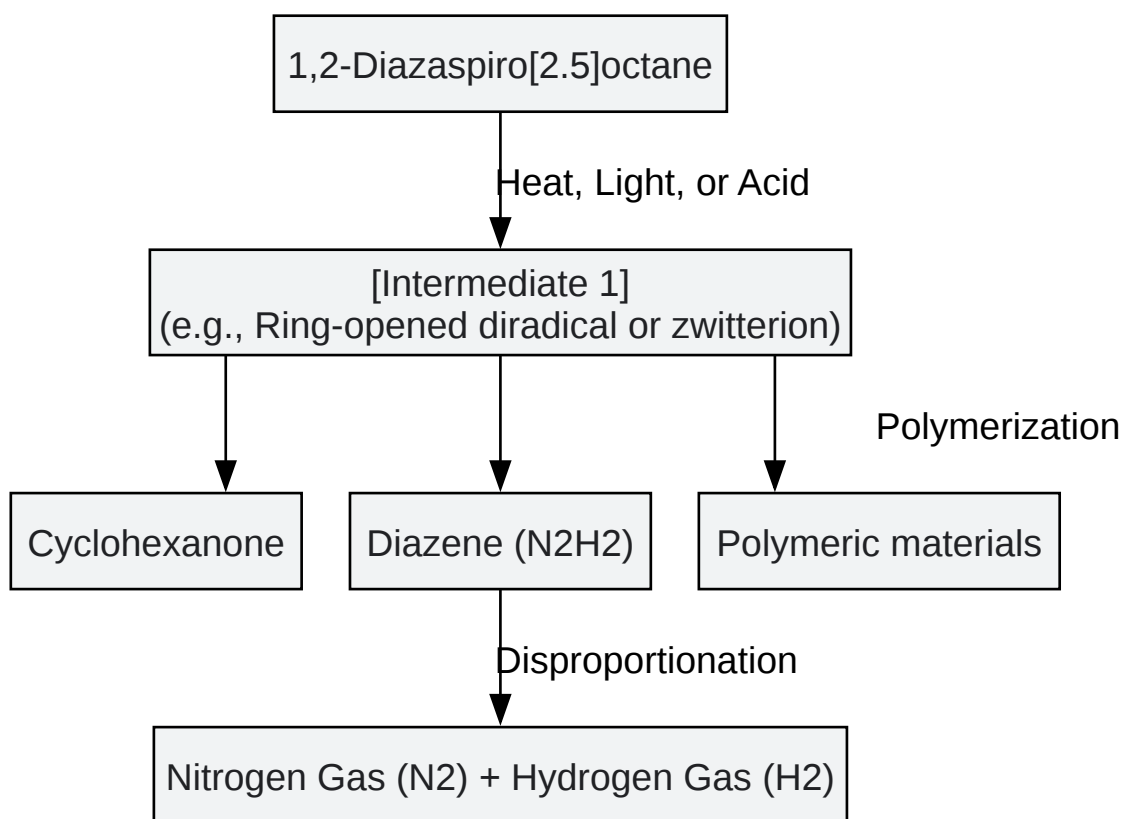 1,2-Diazaspiro[2.5]octane
Heat, Light, or Acid
[Intermediate 1]
(e.g., Ring-opened diradical or zwitterion)
Polymerization
Cyclohexanone
Diazene (N2H2)
Polymeric materials
Disproportionation
Nitrogen Gas (N2) + Hydrogen Gas (H2)